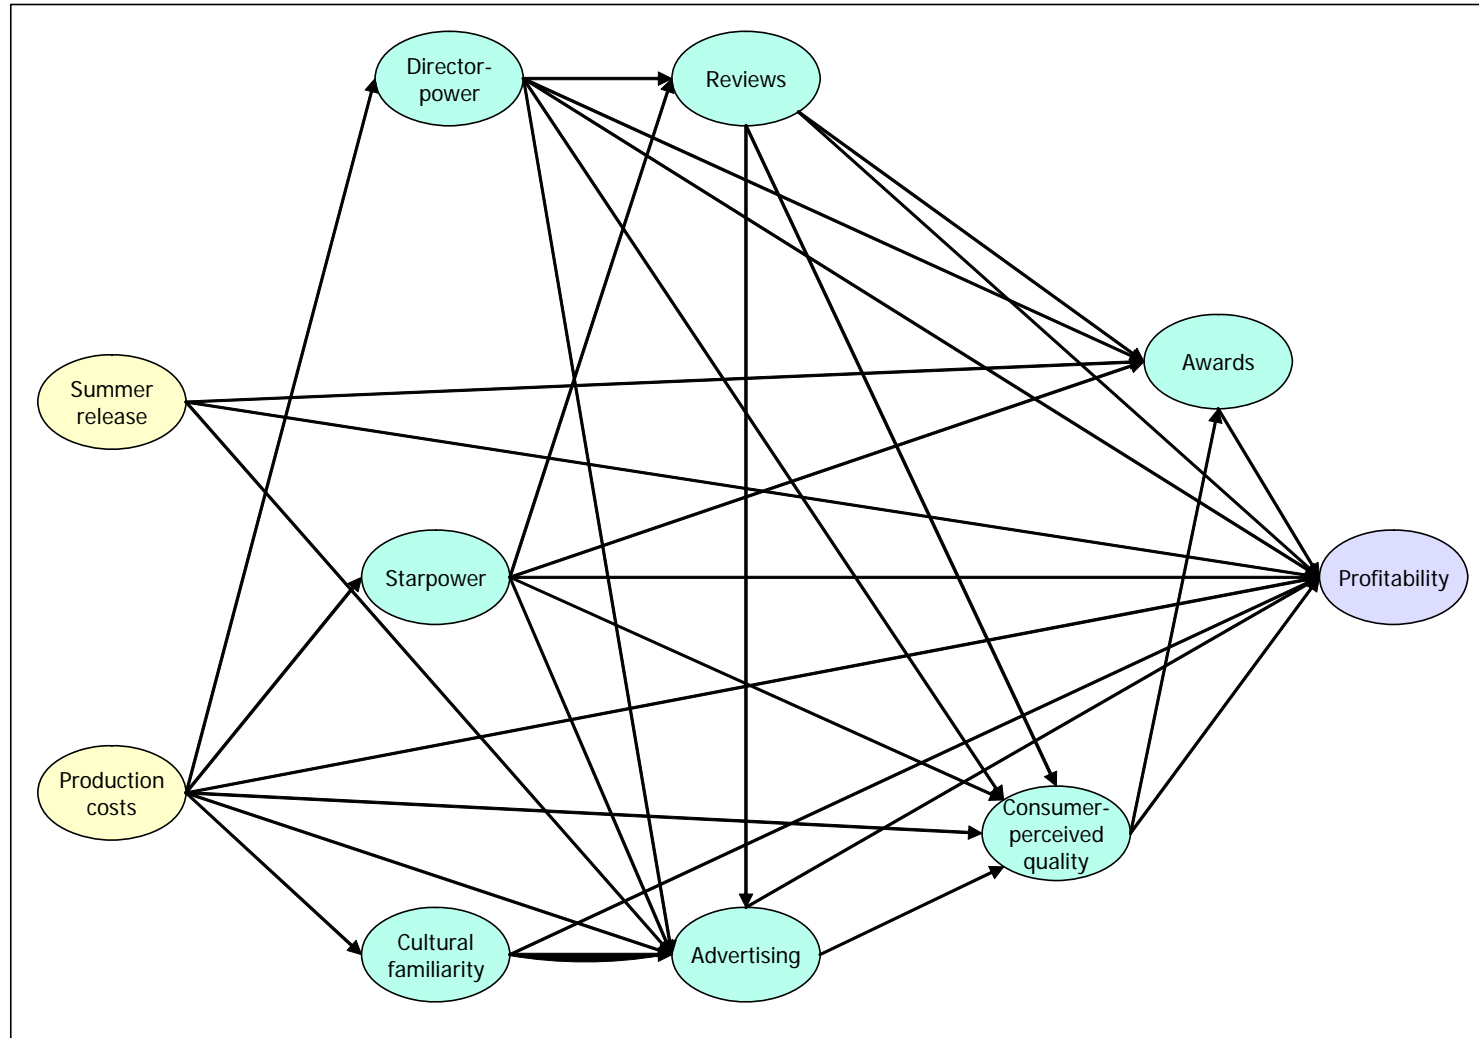 Director-
power
Reviews
Awards
Summer
release
Starpower
Profitability
Production
costs
Consumer-
perceived
quality
Cultural
familiarity
Advertising